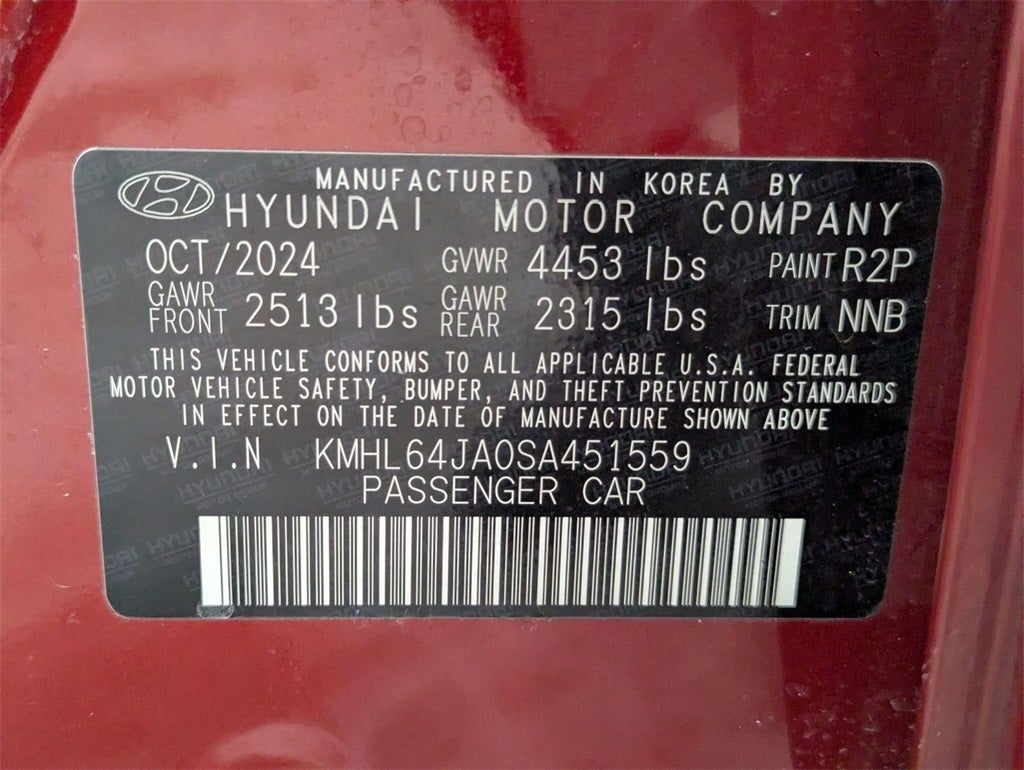 MANUFACTURED IN KOREA BY
HYUNDAI MOTOR COMPANY
OCT/2024 GVWR 4453 lbs PAINT R2P
GAWR FRONT 2513 lbs GAWR REAR 2315 lbs TRIM NNB
THIS VEHICLE CONFORMS TO ALL APPLICABLE U.S.A. FEDERAL
MOTOR VEHICLE SAFETY, BUMPER, AND THEFT PREVENTION STANDARDS
IN EFFECT ON THE DATE OF MANUFACTURE SHOWN ABOVE
V.I.N KMHL64JA0SA451559
PASSENGER CAR